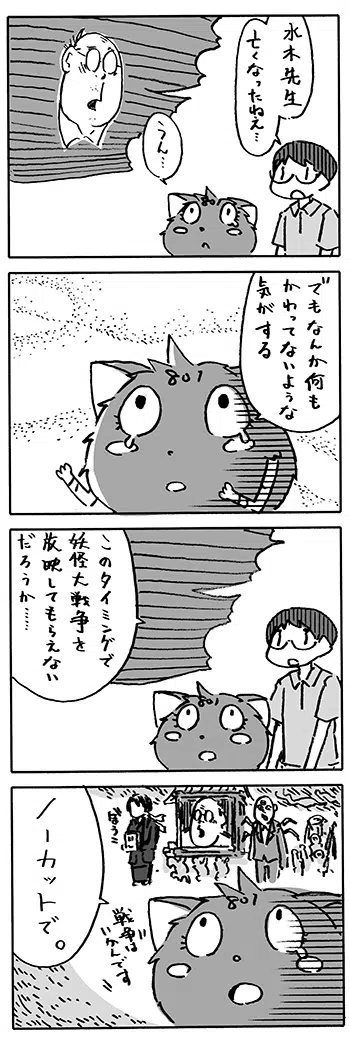 水木先生
亡くなったねえ…
うん…
でもなんか何も
かわってないような
気がする
801
このタイミングで
妖怪大戦争を
放映してもらえない
だろうか……
801
ノーカットで。
戦争は
いかんです
801